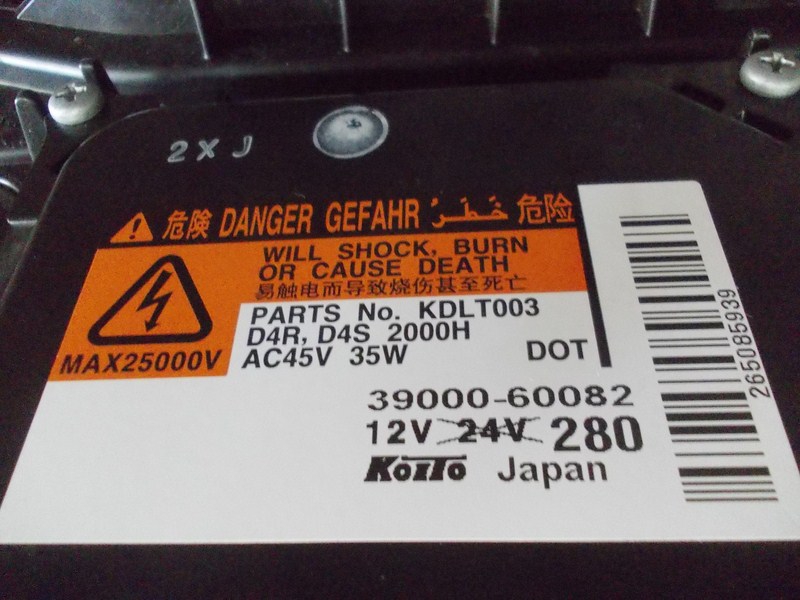 2XJ
危険 DANGER GEFAHR خَطَرٌ 危险
WILL SHOCK, BURN
OR CAUSE DEATH
易触电而导致烧伤甚至死亡
MAX25000V
PARTS No. KDLT003
D4R, D4S 2000H
AC45V 35W
DOT
39000-60082
12V 24V 280
KOITO Japan
265085939